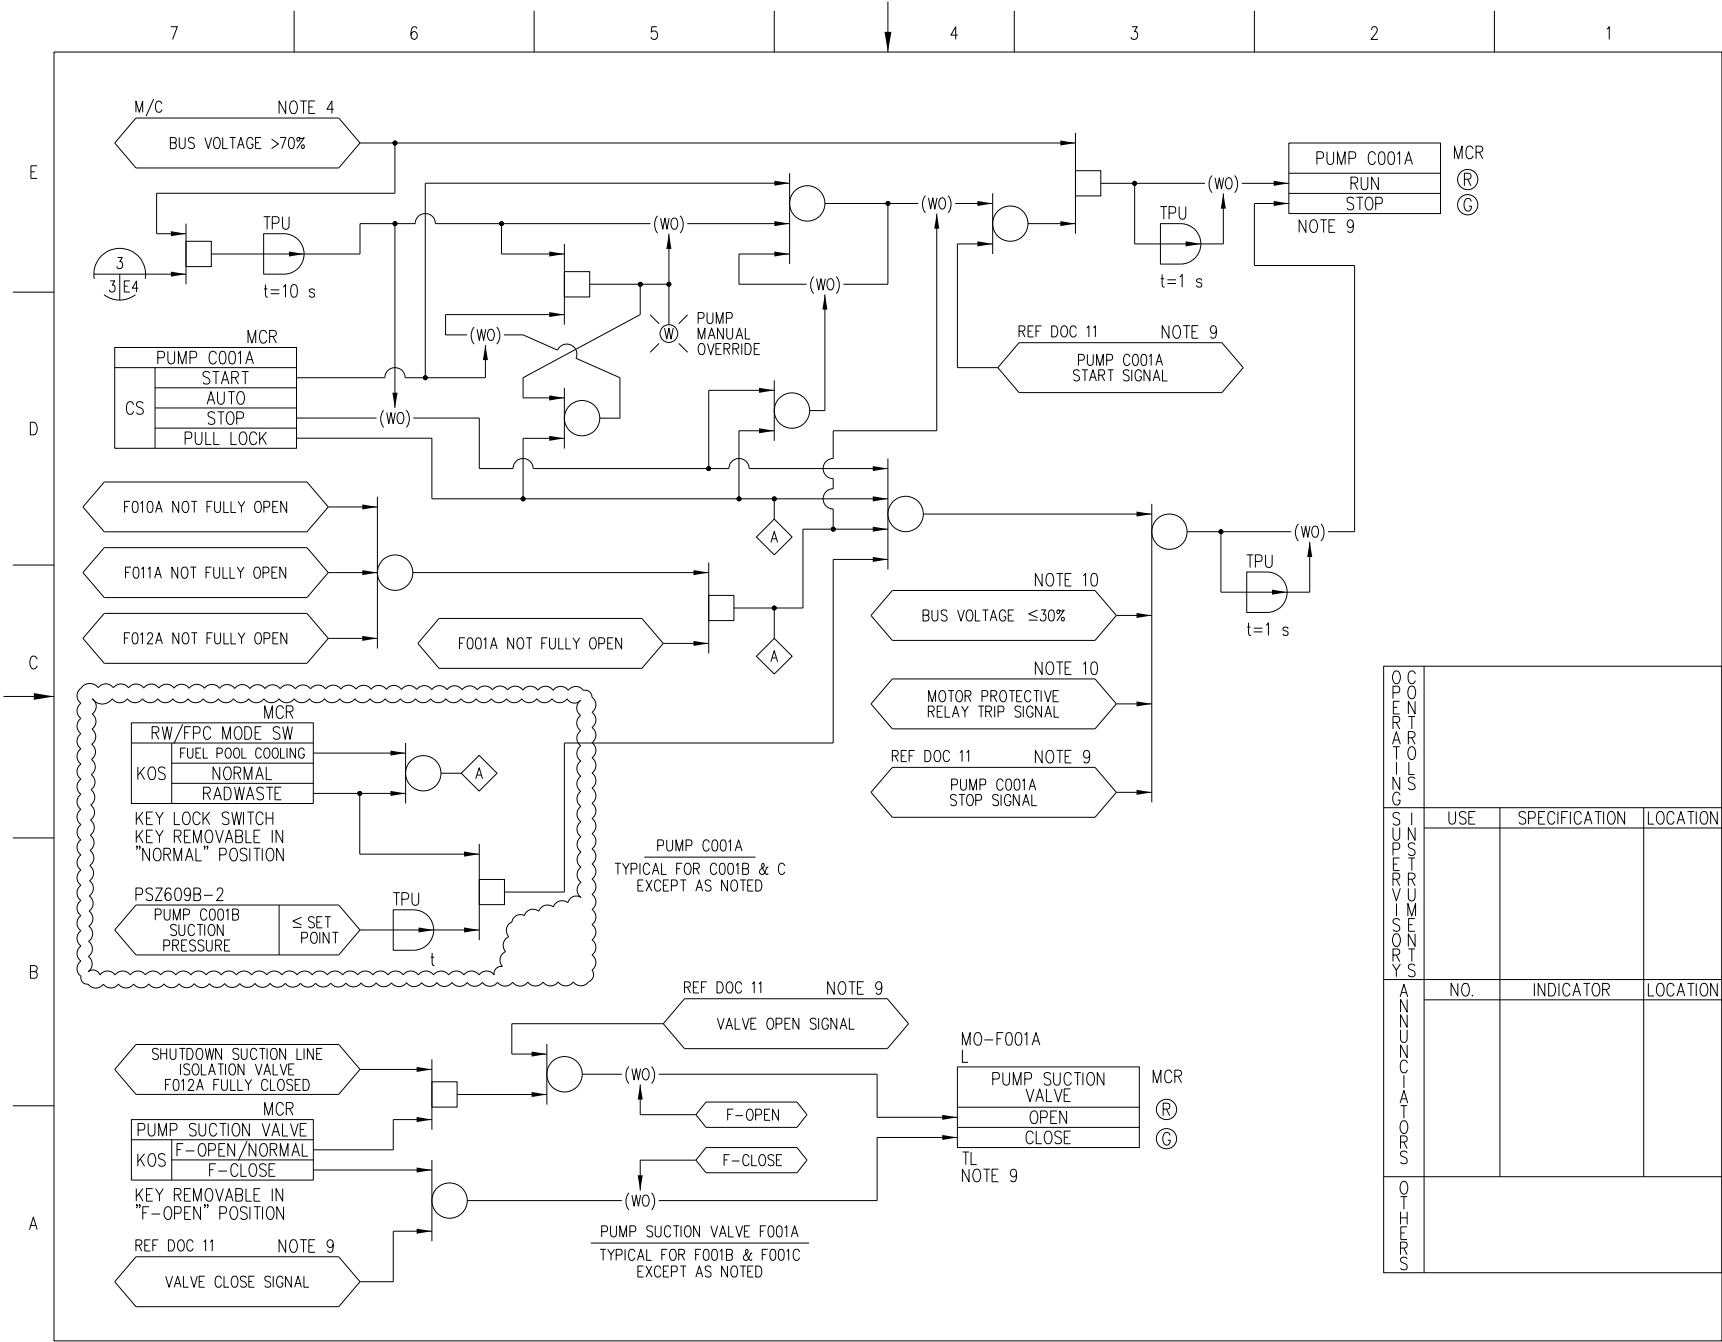 7 6 5 4 3 2 1
E
D
C
B
A
M/C NOTE 4
BUS VOLTAGE >70%
3
3 E4
TPU
t=10 s
(WO)
(WO)
(WO)
(WO)
TPU
t=1 s
PUMP C001A MCR
RUN R
STOP G
NOTE 9
W
PUMP
MANUAL
OVERRIDE
(WO)
(WO)
MCR
PUMP C001A
CS
START
AUTO
STOP
PULL LOCK
REF DOC 11 NOTE 9
PUMP C001A
START SIGNAL
F010A NOT FULLY OPEN
F011A NOT FULLY OPEN
F012A NOT FULLY OPEN
F001A NOT FULLY OPEN
A
A
(WO)
TPU
t=1 s
NOTE 10
BUS VOLTAGE ≤30%
NOTE 10
MOTOR PROTECTIVE
RELAY TRIP SIGNAL
REF DOC 11 NOTE 9
PUMP C001A
STOP SIGNAL
MCR
RW/FPC MODE SW
KOS
FUEL POOL COOLING
NORMAL
RADWASTE
A
KEY LOCK SWITCH
KEY REMOVABLE IN
"NORMAL" POSITION
PSZ609B-2
PUMP C001B
SUCTION
PRESSURE
≤ SET
POINT
TPU
t
PUMP C001A
TYPICAL FOR C001B & C
EXCEPT AS NOTED
REF DOC 11 NOTE 9
VALVE OPEN SIGNAL
SHUTDOWN SUCTION LINE
ISOLATION VALVE
F012A FULLY CLOSED
MCR
PUMP SUCTION VALVE
KOS
F-OPEN/NORMAL
F-CLOSE
KEY REMOVABLE IN
"F-OPEN" POSITION
REF DOC 11 NOTE 9
VALVE CLOSE SIGNAL
(WO)
F-OPEN
F-CLOSE
(WO)
MO-F001A
L
PUMP SUCTION
VALVE
MCR
OPEN R
CLOSE G
TL
NOTE 9
PUMP SUCTION VALVE F001A
TYPICAL FOR F001B & F001C
EXCEPT AS NOTED
OPERATING
CONTROLS
SUPERVISORY
INSTRUMENTS
USE SPECIFICATION LOCATION
ANNUNCIATORS
NO. INDICATOR LOCATION
OTHERS